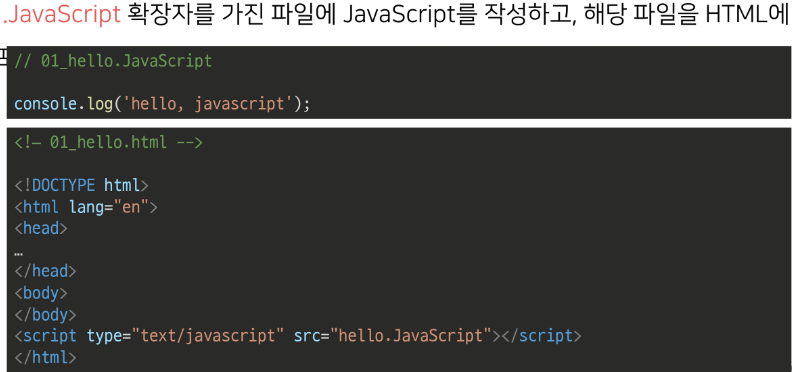 .JavaScript 확장자를 가진 파일에 JavaScript를 작성하고, 해당 파일을 HTML에
// 01_hello.JavaScript
console.log('hello, javascript');
<!— 01_hello.html -->
<!DOCTYPE html>
<html lang="en">
<head>
…
</head>
<body>
</body>
<script type="text/javascript" src="hello.JavaScript"></script>
</html>